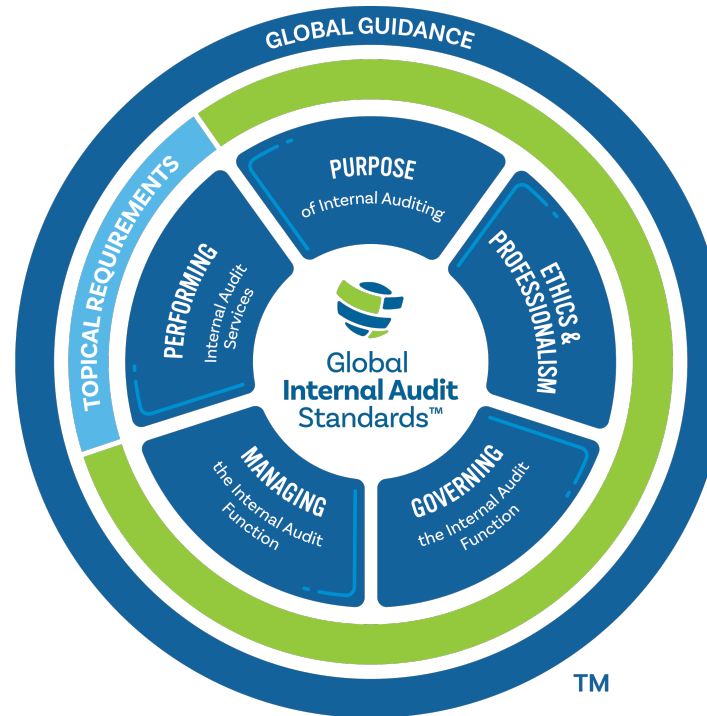 GLOBAL GUIDANCE
TOPICAL REQUIREMENTS
PURPOSE
of Internal Auditing
ETHICS &
PROFESSIONALISM
GOVERNING
the Internal Audit
Function
MANAGING
the Internal Audit
Function
PERFORMING
Internal Audit
Services
Global
Internal Audit
Standards™
TM